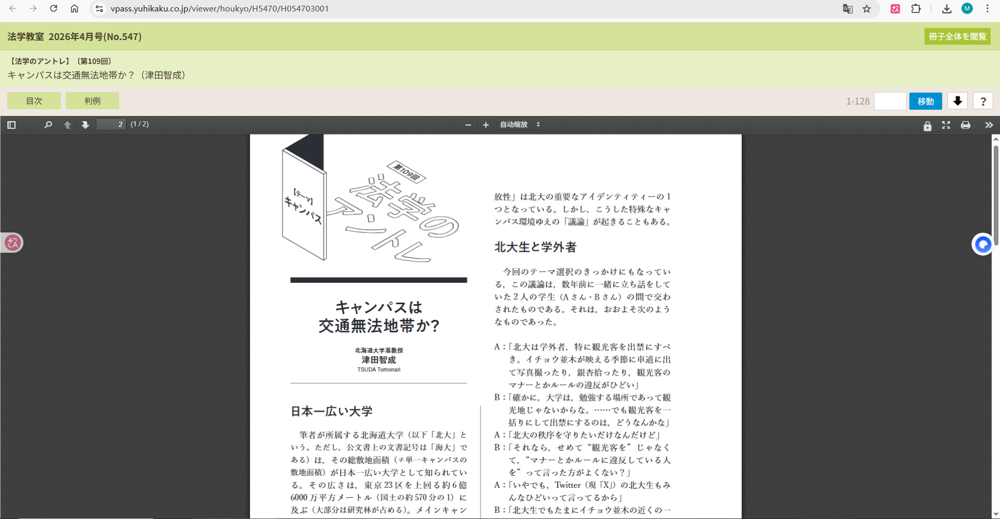 vpass.yuhikaku.co.jp/viewer/houkyo/H5470/H054703001
M
法学教室 2026年4月号(No.547)
冊子全体を閲覧
【法学のアントレ】〔第109回〕
キャンパスは交通無法地帯か？（津田智成）
目次
判例
1-128
移動
?
2
(1 / 2)
自动缩放
第109回
法学の
アントレ
【テーマ】
キャンパス
キャンパスは
交通無法地帯か?
北海道大学准教授
津田智成
TSUDA Tomonari
日本一広い大学
筆者が所属する北海道大学（以下「北大」と
いう。ただし，公文書上の文書記号は「海大」で
ある）は，その総敷地面積（≠単一キャンパスの
敷地面積）が日本一広い大学として知られてい
る。その広さは，東京23区を上回る約6億
6000万平方メートル（国土の約570分の1）に
及ぶ（大部分は研究林が占める）。メインキャン
放性」は北大の重要なアイデンティティーの1
つとなっている。しかし，こうした特殊なキャ
ンパス環境ゆえの「議論」が起きることもある。
北大生と学外者
今回のテーマ選択のきっかけにもなってい
る，この議論は，数年前に一緒に立ち話をして
いた2人の学生（Aさん・Bさん）の間で交わ
されたものである。それは，おおよそ次のよう
なものであった。
A：「北大は学外者，特に観光客を出禁にすべ
き。イチョウ並木が映える季節に車道に出
て写真撮ったり，銀杏拾ったり，観光客の
マナーとかルールの違反がひどい」
B：「確かに，大学は，勉強する場所であって観
光地じゃないからな。……でも観光客を一
括りにして出禁にするのは，どうなんかな」
A：「北大の秩序を守りたいだけなんだけど」
B：「それなら，せめて“観光客を”じゃなく
て，“マナーとかルールに違反している人
を”って言った方がよくない？」
A：「いやでも，Twitter（現「X」）の北大生もみ
んなひどいって言ってるから」
B：「北大生でもたまにイチョウ並木の近くの一